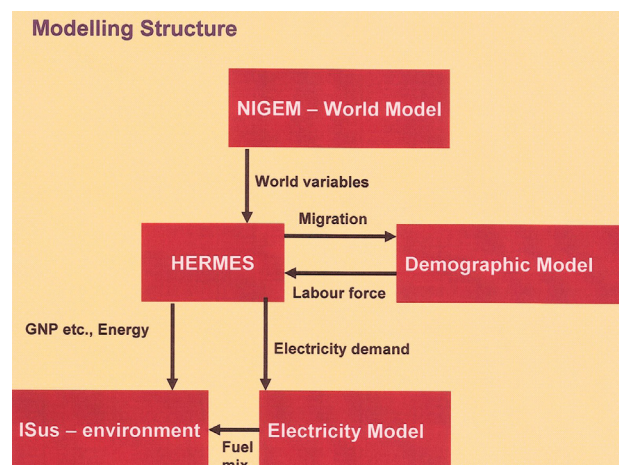 Modelling Structure
NIGEM – World Model
World variables
Migration
HERMES
Demographic Model
Labour force
GNP etc., Energy
Electricity demand
ISus – environment
Electricity Model
Fuel
mix